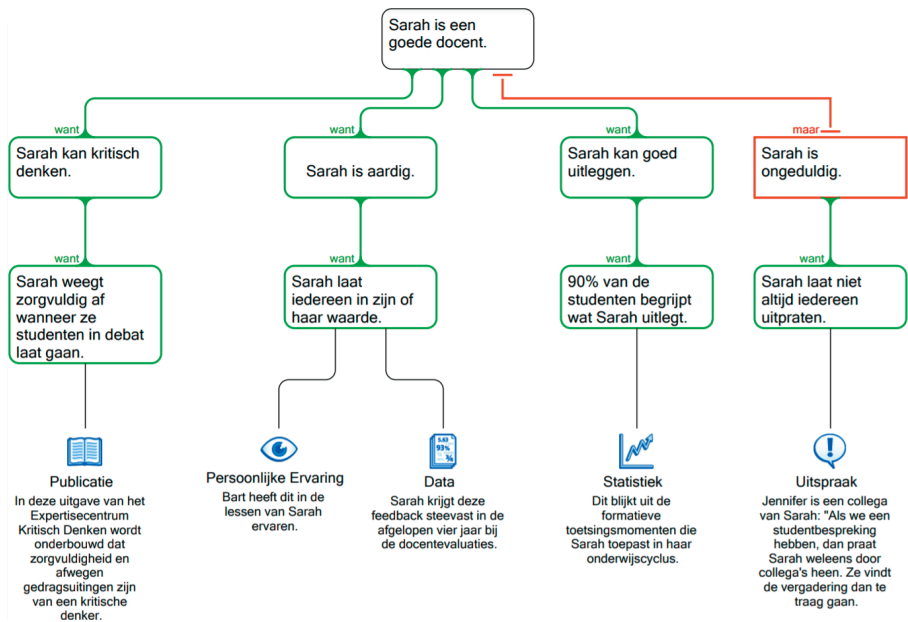 Sarah is een
goede docent.
want
want
want
maar
Sarah kan kritisch
denken.
Sarah is aardig.
Sarah kan goed
uitleggen.
Sarah is
ongeduldig.
want
want
want
want
Sarah weegt
zorgvuldig af
wanneer ze
studenten in debat
laat gaan.
Sarah laat
iedereen in zijn of
haar waarde.
90% van de
studenten begrijpt
wat Sarah uitlegt.
Sarah laat niet
altijd iedereen
uitpraten.
Publicatie
In deze uitgave van het
Expertisecentrum
Kritisch Denken wordt
onderbouwd dat
zorgvuldigheid en
afwegen
gedragsuitingen zijn
van een kritische
denker.
Persoonlijke Ervaring
Bart heeft dit in de
lessen van Sarah
ervaren.
5.62
93%
¾
Data
Sarah krijgt deze
feedback steevast in de
afgelopen vier jaar bij
de docentevaluaties.
Statistiek
Dit blijkt uit de
formatieve
toetsingsmomenten die
Sarah toepast in haar
onderwijscyclus.
Uitspraak
Jennifer is een collega
van Sarah: "Als we een
studentbespreking
hebben, dan praat
Sarah weleens door
collega's heen. Ze vindt
de vergadering dan te
traag gaan.